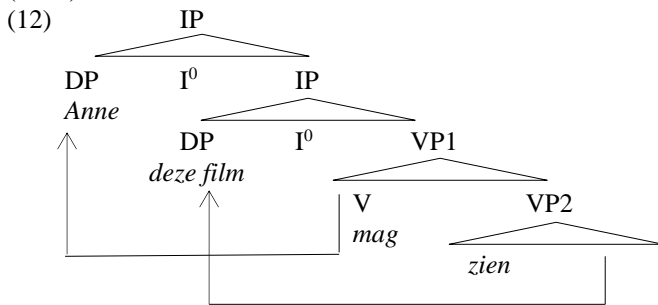 (12) IP
DP I⁰ IP
Anne
DP I⁰ VP1
deze film
V VP2
mag
zien